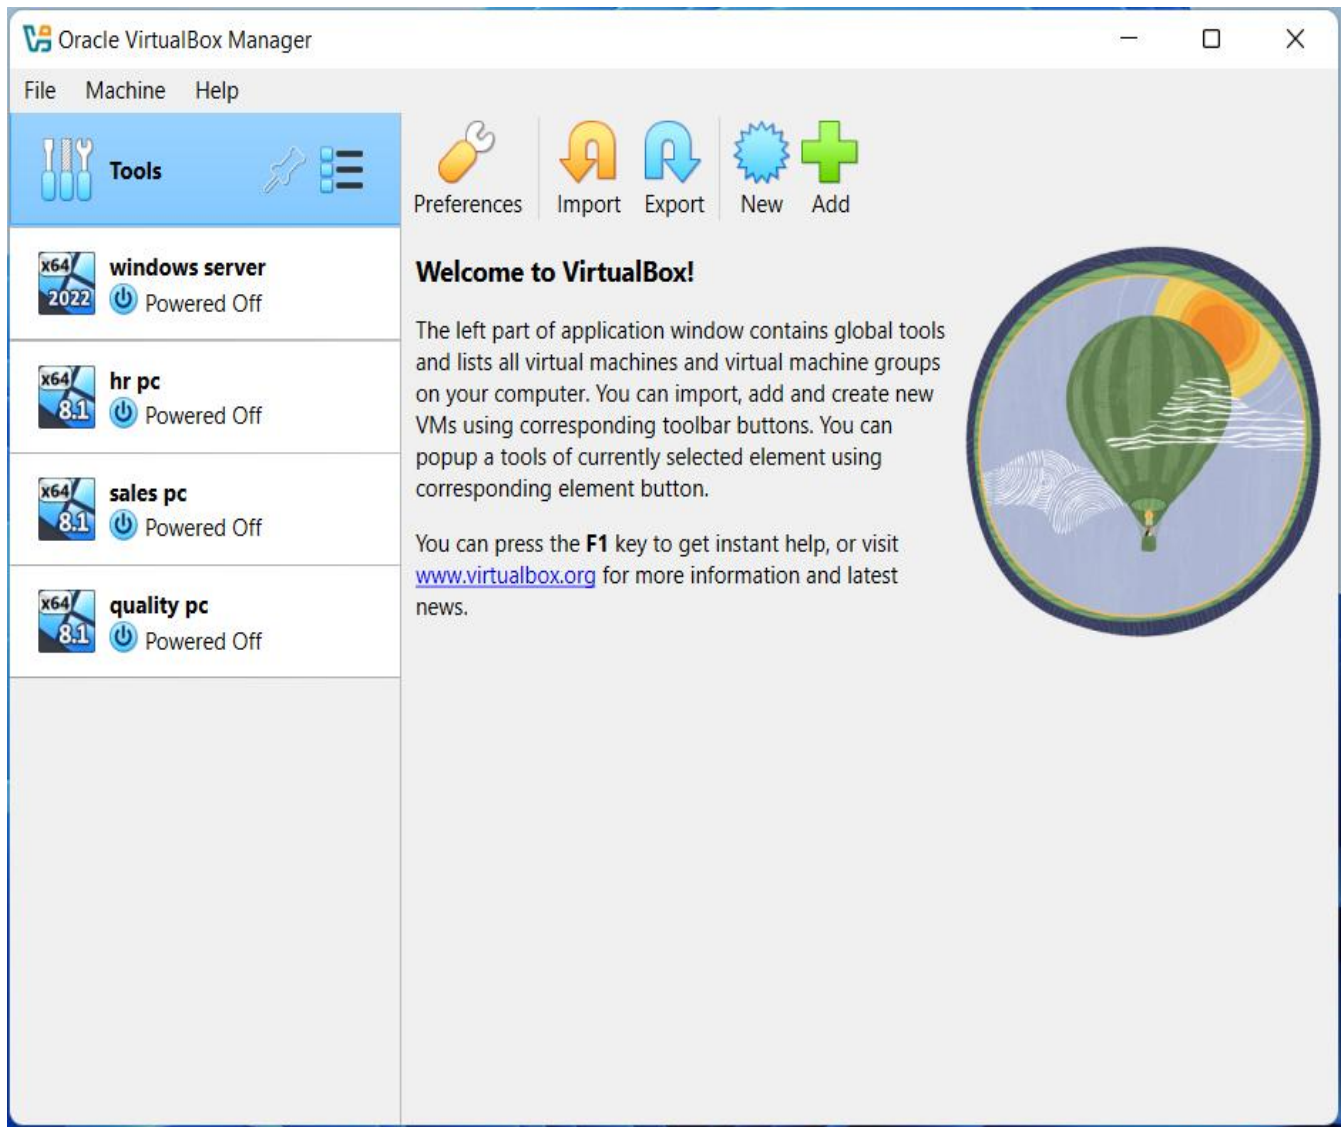 Oracle VirtualBox Manager
File Machine Help
Tools
x64 2022
windows server
Powered Off
x64 8.1
hr pc
Powered Off
x64 8.1
sales pc
Powered Off
x64 8.1
quality pc
Powered Off
Preferences Import Export New Add
Welcome to VirtualBox!
The left part of application window contains global tools
and lists all virtual machines and virtual machine groups
on your computer. You can import, add and create new
VMs using corresponding toolbar buttons. You can
popup a tools of currently selected element using
corresponding element button.
You can press the F1 key to get instant help, or visit
www.virtualbox.org for more information and latest
news.